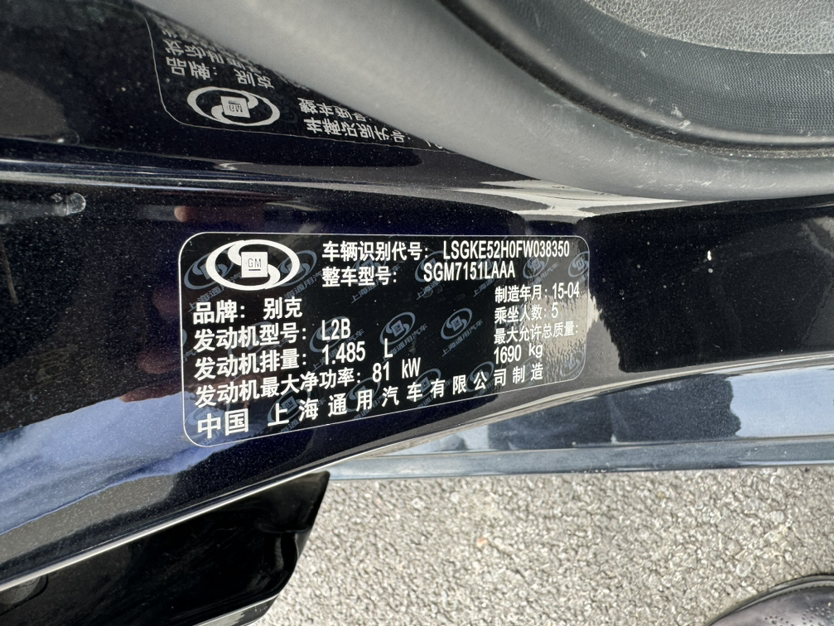 GM
车辆识别代号: LSGKE52H0FW038350
整车型号: SGM7151LAAA
品牌: 别克
制造年月: 15-04
发动机型号: L2B
乘坐人数: 5
发动机排量: 1.485 L
最大允许总质量:
1690 kg
发动机最大净功率: 81 kW
中国 上海通用汽车有限公司制造